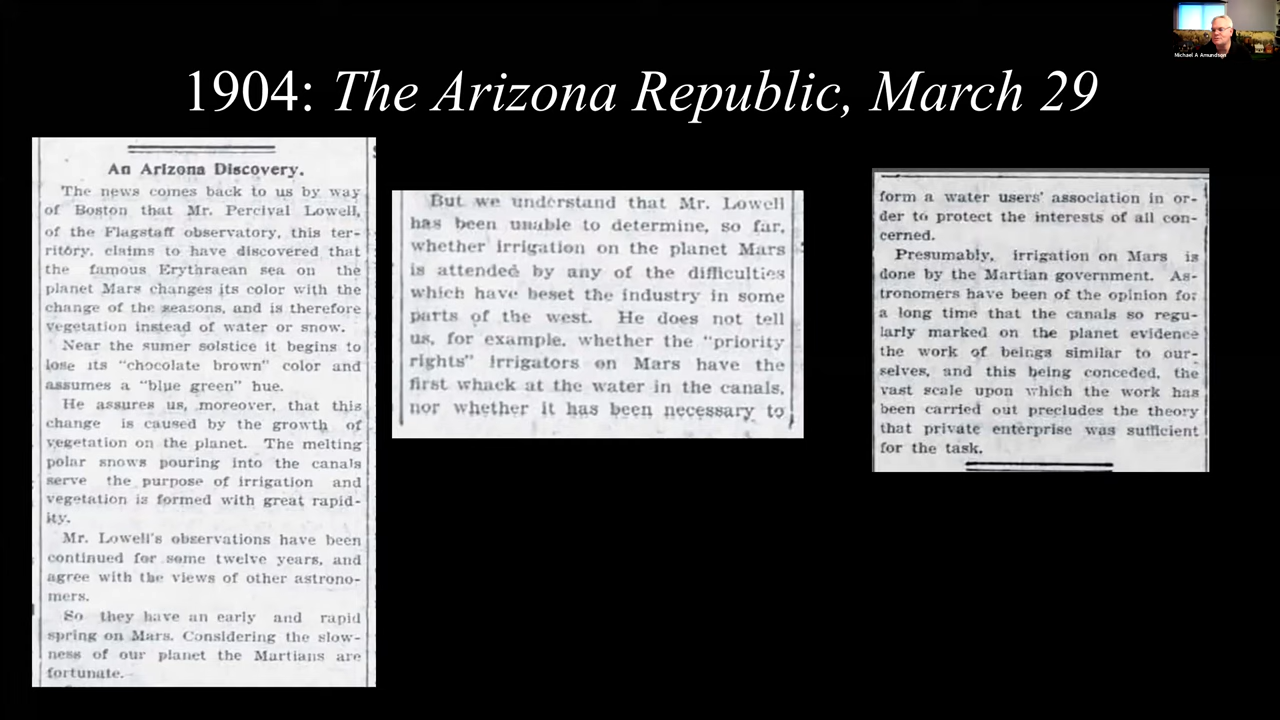 Michael A Amundson
1904: The Arizona Republic, March 29
An Arizona Discovery.
The news comes back to us by way
of Boston that Mr. Percival Lowell,
of the Flagstaff observatory, this ter-
ritory, claims to have discovered that
the famous Erythraean sea on the
planet Mars changes its color with the
change of the seasons, and is therefore
vegetation instead of water or snow.
Near the sumer solstice it begins to
lose its "chocolate brown" color and
assumes a "blue green" hue.
He assures us, moreover, that this
change is caused by the growth of
vegetation on the planet. The melting
polar snows pouring into the canals
serve the purpose of irrigation and
vegetation is formed with great rapid-
ity.
Mr. Lowell's observations have been
continued for some twelve years, and
agree with the views of other astrono-
mers.
So they have an early and rapid
spring on Mars. Considering the slow-
ness of our planet the Martians are
fortunate.
But we understand that Mr. Lowell
has been unable to determine, so far,
whether irrigation on the planet Mars
is attended by any of the difficulties
which have beset the industry in some
parts of the west. He does not tell
us, for example, whether the "priority
rights" irrigators on Mars have the
first whack at the water in the canals,
nor whether it has been necessary to
form a water users' association in or-
der to protect the interests of all con-
cerned.
Presumably, irrigation on Mars is
done by the Martian government. As-
tronomers have been of the opinion for
a long time that the canals so regu-
larly marked on the planet evidence
the work of beings similar to our-
selves, and this being conceded, the
vast scale upon which the work has
been carried out precludes the theory
that private enterprise was sufficient
for the task.